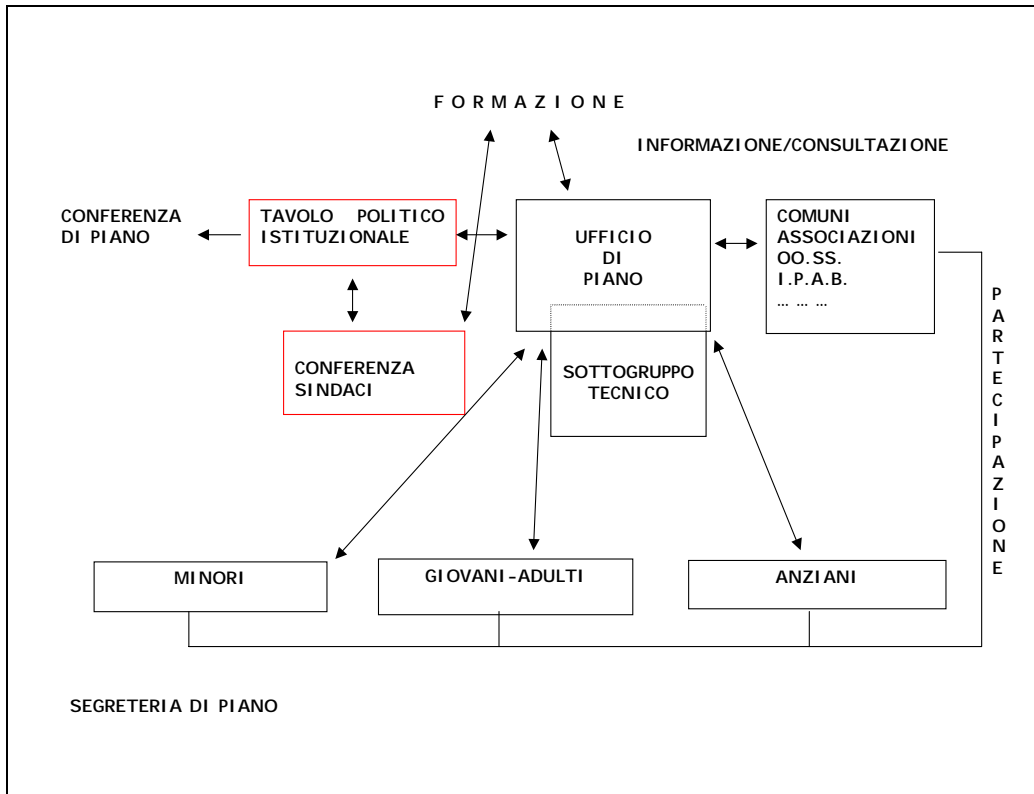 FORMAZIONE
INFORMAZIONE/CONSULTAZIONE
CONFERENZA
DI PIANO
TAVOLO POLITICO
ISTITUZIONALE
UFFICIO
DI
PIANO
COMUNI
ASSOCIAZIONI
OO.SS.
I.P.A.B.
… … …
CONFERENZA
SINDACI
SOTTOGRUPPO
TECNICO
PARTECIPAZIONE
MINORI
GIOVANI-ADULTI
ANZIANI
SEGRETERIA DI PIANO